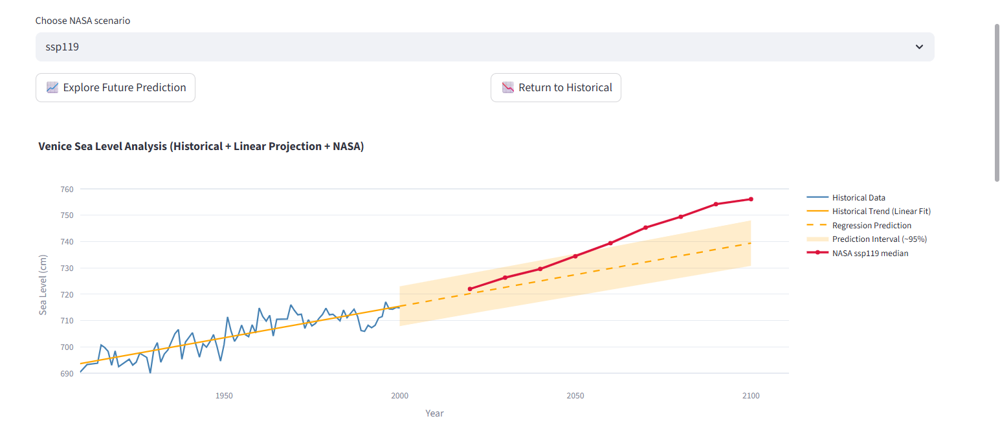 Choose NASA scenario
ssp119
Explore Future Prediction
Return to Historical
Venice Sea Level Analysis (Historical + Linear Projection + NASA)
760
750
740
730
720
710
700
690
Sea Level (cm)
1950
2000
2050
2100
Year
Historical Data
Historical Trend (Linear Fit)
Regression Prediction
Prediction Interval (~95%)
NASA ssp119 median